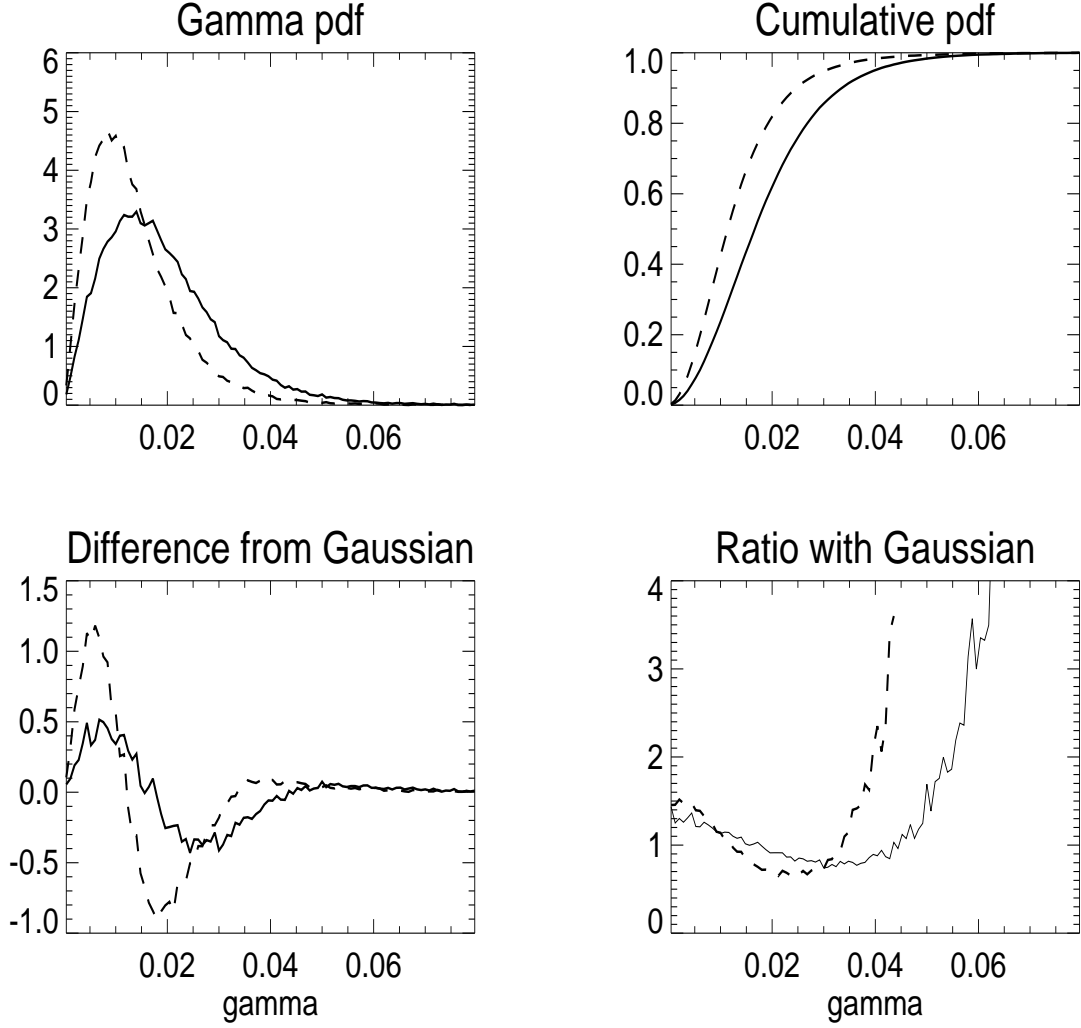 Gamma pdf
6
5
4
3
2
1
0
0.02 0.04 0.06
Cumulative pdf
1.0
0.8
0.6
0.4
0.2
0.0
0.02 0.04 0.06
Difference from Gaussian
1.5
1.0
0.5
0.0
-0.5
-1.0
0.02 0.04 0.06
gamma
Ratio with Gaussian
4
3
2
1
0
0.02 0.04 0.06
gamma